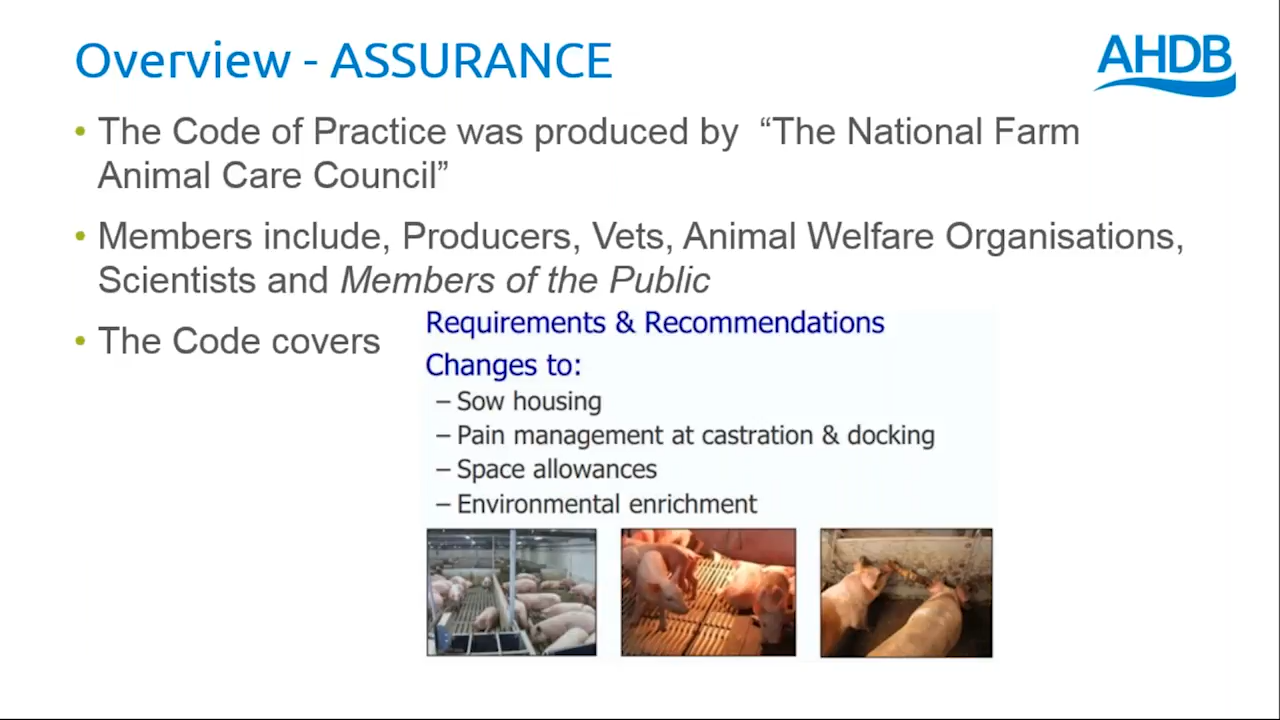 Overview - ASSURANCE
AHDB
• The Code of Practice was produced by “The National Farm
Animal Care Council”
• Members include, Producers, Vets, Animal Welfare Organisations,
Scientists and Members of the Public
• The Code covers
Requirements & Recommendations
Changes to:
– Sow housing
– Pain management at castration & docking
– Space allowances
– Environmental enrichment